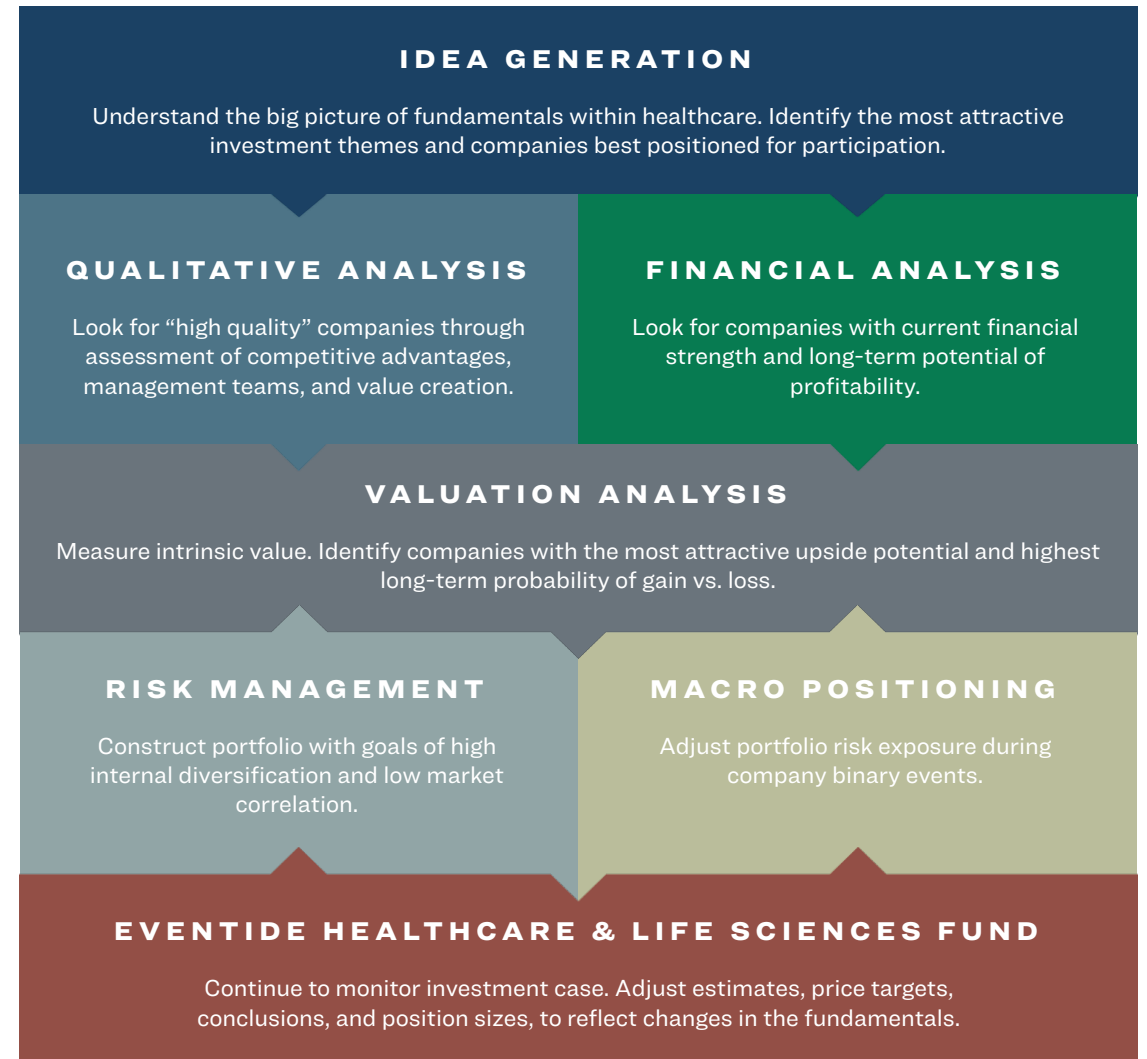 IDEA GENERATION
Understand the big picture of fundamentals within healthcare. Identify the most attractive
investment themes and companies best positioned for participation.
QUALITATIVE ANALYSIS
Look for “high quality” companies through
assessment of competitive advantages,
management teams, and value creation.
FINANCIAL ANALYSIS
Look for companies with current financial
strength and long-term potential of
profitability.
VALUATION ANALYSIS
Measure intrinsic value. Identify companies with the most attractive upside potential and highest
long-term probability of gain vs. loss.
RISK MANAGEMENT
Construct portfolio with goals of high
internal diversification and low market
correlation.
MACRO POSITIONING
Adjust portfolio risk exposure during
company binary events.
EVENTIDE HEALTHCARE & LIFE SCIENCES FUND
Continue to monitor investment case. Adjust estimates, price targets,
conclusions, and position sizes, to reflect changes in the fundamentals.